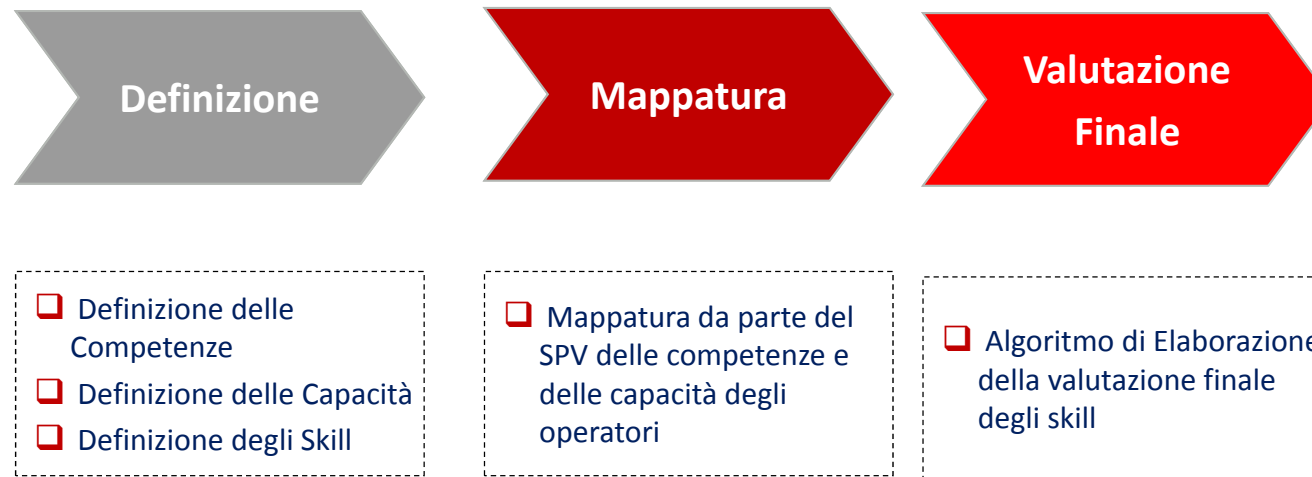 Definizione
Mappatura
Valutazione
Finale
Definizione delle
Competenze
Definizione delle Capacità
Definizione degli Skill
Mappatura da parte del
SPV delle competenze e
delle capacità degli
operatori
Algoritmo di Elaborazione
della valutazione finale
degli skill